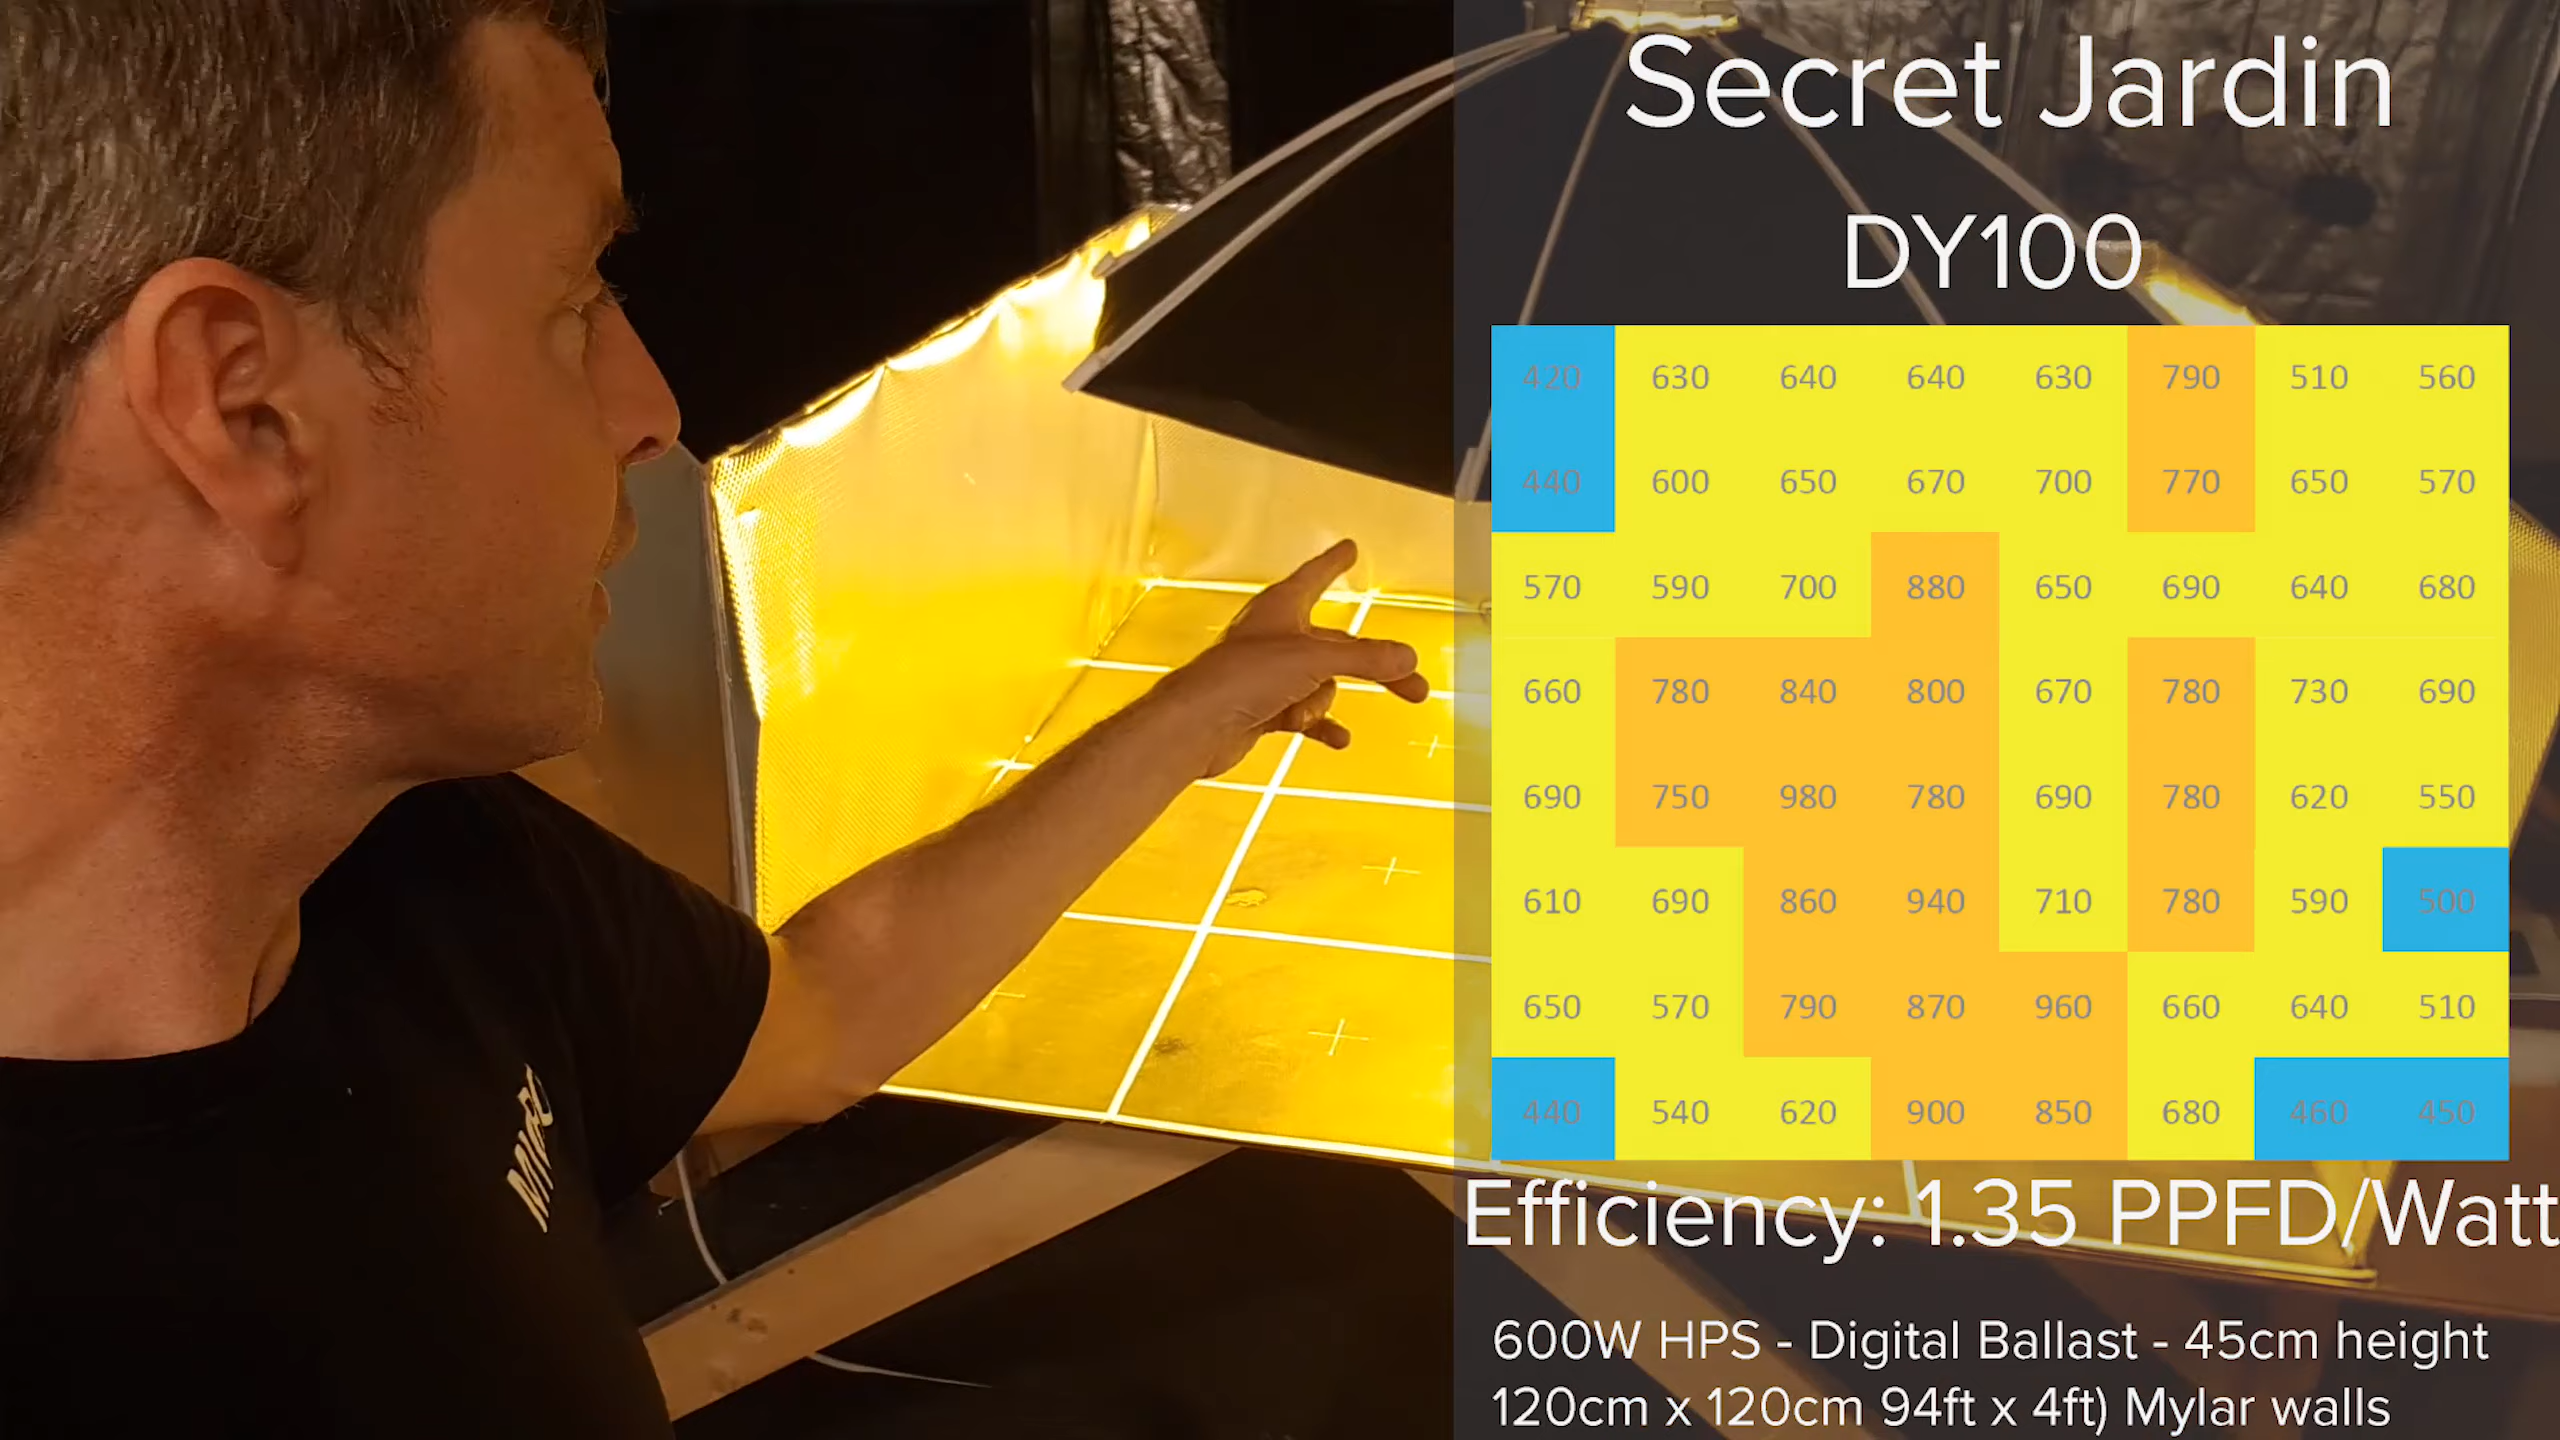 Secret Jardin
DY100
420 630 640 640 630 790 510 560
440 600 650 670 700 770 650 570
570 590 700 880 650 690 640 680
660 780 840 800 670 780 730 690
690 750 980 780 690 780 620 550
610 690 860 940 710 780 590 500
650 570 790 870 960 660 640 510
440 540 620 900 850 680 460 450
Efficiency: 1.35 PPFD/Watt
600W HPS - Digital Ballast - 45cm height
120cm x 120cm 94ft x 4ft) Mylar walls